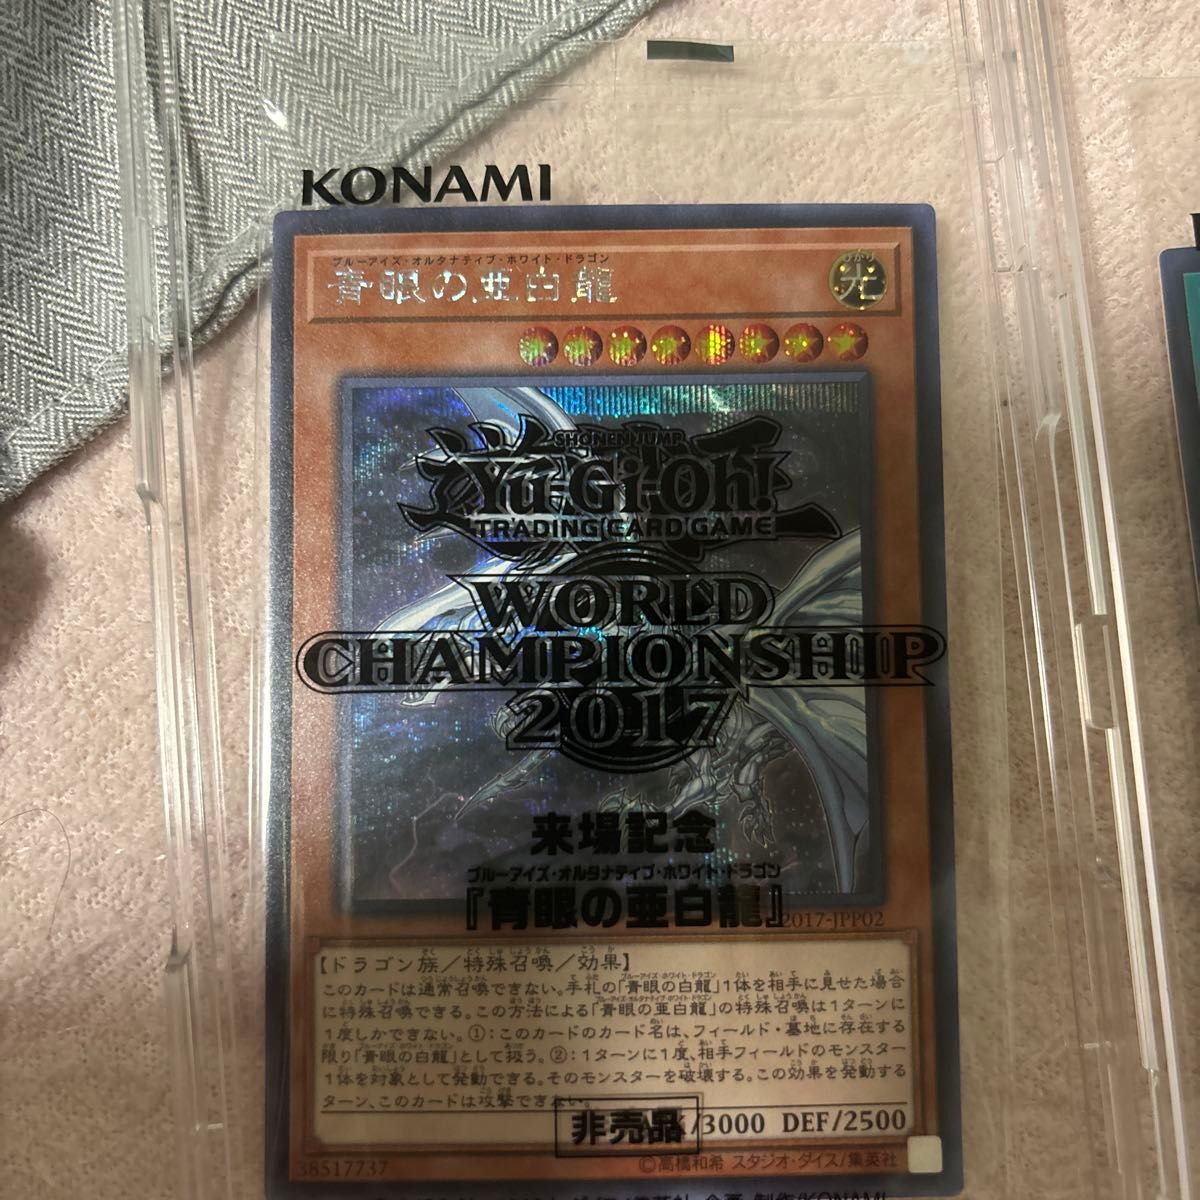 KONAMI
ブルーアイズ・オルタナティブ・ホワイト・ドラゴン
青眼の亜白龍
ひかり
光
SHONEN JUMP
Yu-Gi-Oh!
TRADING CARD GAME
WORLD
CHAMPIONSHIP
2017
来場記念
ブルーアイズ・オルタナティブ・ホワイト・ドラゴン
『青眼の亜白龍』
2017-JPP02
【ドラゴン族／特殊召喚／効果】
このカードは通常召喚できない。手札の「青眼の白龍」1体を相手に見せた場合
に特殊召喚できる。この方法による「青眼の亜白龍」の特殊召喚は1ターンに
1度しかできない。①：このカードのカード名は、フィールド・墓地に存在する
限り「青眼の白龍」として扱う。②：1ターンに1度、相手フィールドのモンスター
1体を対象として発動できる。そのモンスターを破壊する。この効果を発動する
ターン、このカードは攻撃できない。
非売品
/3000 DEF/2500
38517737
©高橋和希 スタジオ・ダイス/集英社